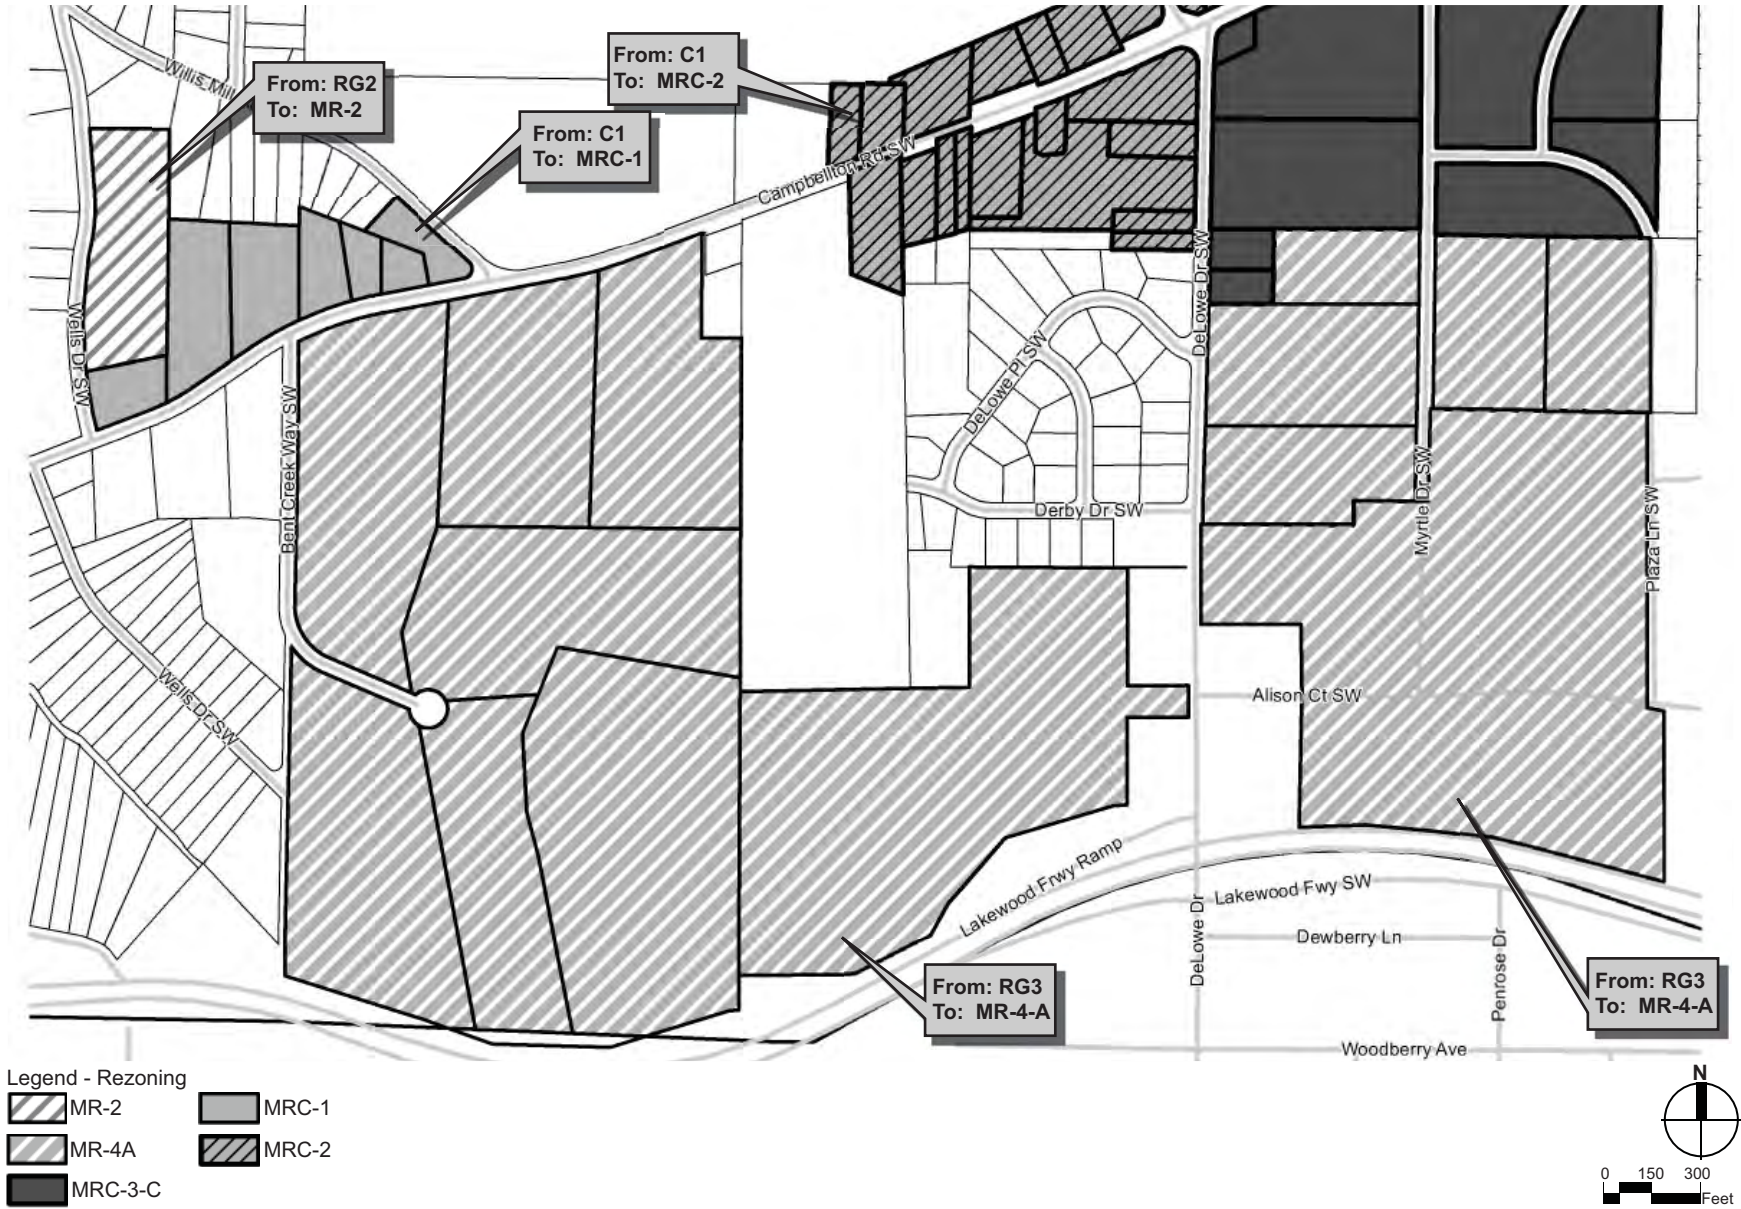 From: C1
To: MRC-2
Willis Mill
From: RG2
To: MR-2
From: C1
To: MRC-1
Campbellton Rd SW
DeLowe Dr SW
Wells Dr SW
DeLowe Pl SW
Bent Creek Way SW
Myrtle Dr SW
Derby Dr SW
Plaza Ln SW
Wells Dr SW
Alison Ct SW
Lakewood Frwy Ramp
Lakewood Fwy SW
DeLowe Dr
Dewberry Ln
Penrose Dr
From: RG3
To: MR-4-A
From: RG3
To: MR-4-A
Woodberry Ave
Legend - Rezoning
MR-2
MRC-1
MR-4A
MRC-2
MRC-3-C
N
0 150 300
Feet